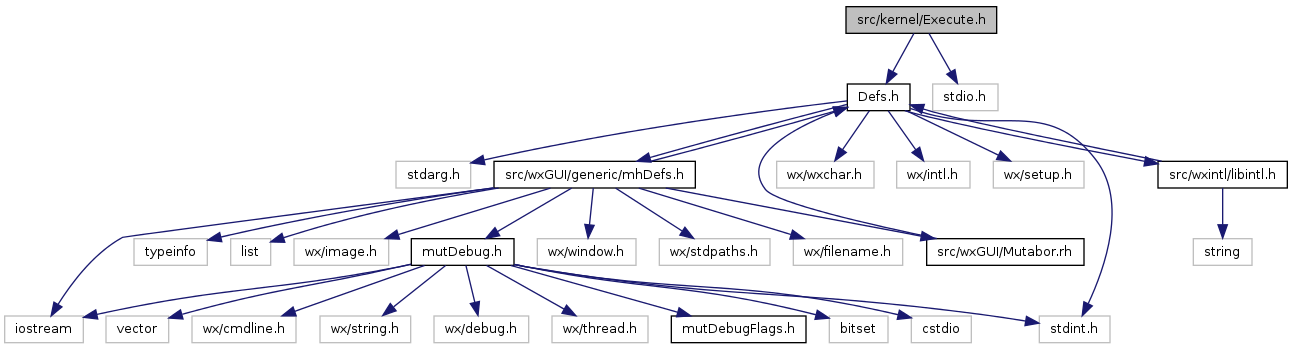 src/kernel/Execute.h
Defs.h
stdio.h
stdarg.h
src/wxGUI/generic/mhDefs.h
wx/wxchar.h
wx/intl.h
wx/setup.h
src/wxintl/libintl.h
typeinfo
list
wx/image.h
mutDebug.h
wx/window.h
wx/stdpaths.h
wx/filename.h
src/wxGUI/Mutabor.rh
string
iostream
vector
wx/cmdline.h
wx/string.h
wx/debug.h
wx/thread.h
mutDebugFlags.h
bitset
cstdio
stdint.h